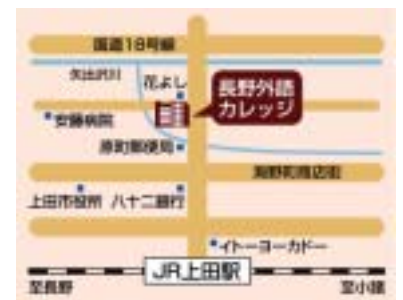 国道18号線
矢出沢川
花よし
長野外語
カレッジ
安藤病院
原町郵便局
海野町商店街
上田市役所
八十二銀行
イトーヨーカドー
JR上田駅
至長野
至小諸